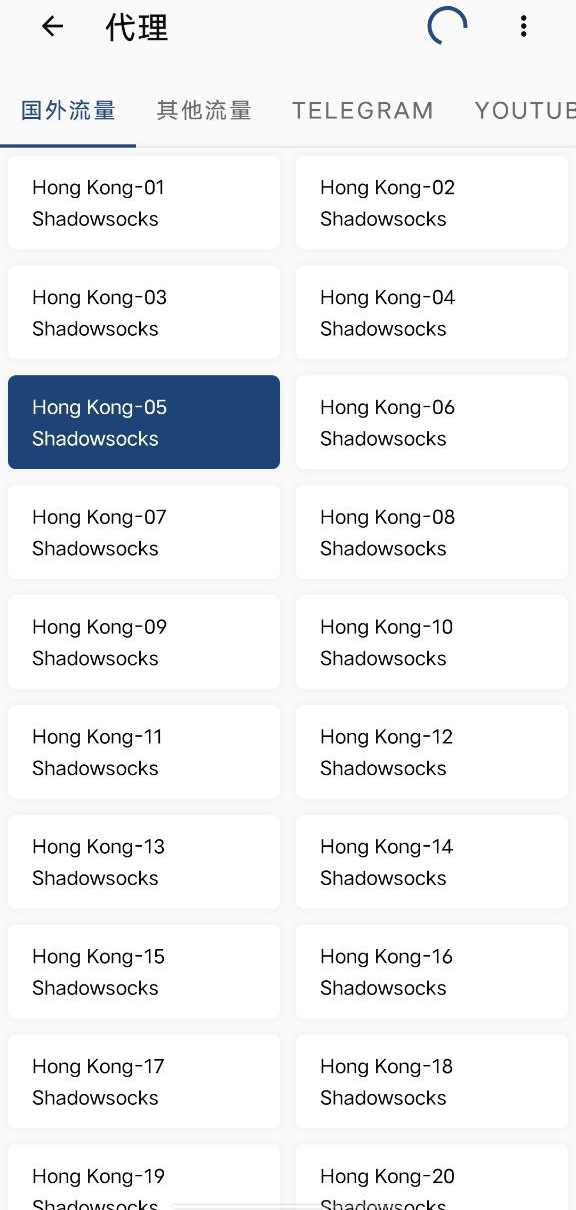 代理
国外流量 其他流量 TELEGRAM YOUTUB
Hong Kong-01
Shadowsocks
Hong Kong-02
Shadowsocks
Hong Kong-03
Shadowsocks
Hong Kong-04
Shadowsocks
Hong Kong-05
Shadowsocks
Hong Kong-06
Shadowsocks
Hong Kong-07
Shadowsocks
Hong Kong-08
Shadowsocks
Hong Kong-09
Shadowsocks
Hong Kong-10
Shadowsocks
Hong Kong-11
Shadowsocks
Hong Kong-12
Shadowsocks
Hong Kong-13
Shadowsocks
Hong Kong-14
Shadowsocks
Hong Kong-15
Shadowsocks
Hong Kong-16
Shadowsocks
Hong Kong-17
Shadowsocks
Hong Kong-18
Shadowsocks
Hong Kong-19
Shadowsocks
Hong Kong-20
Shadowsocks